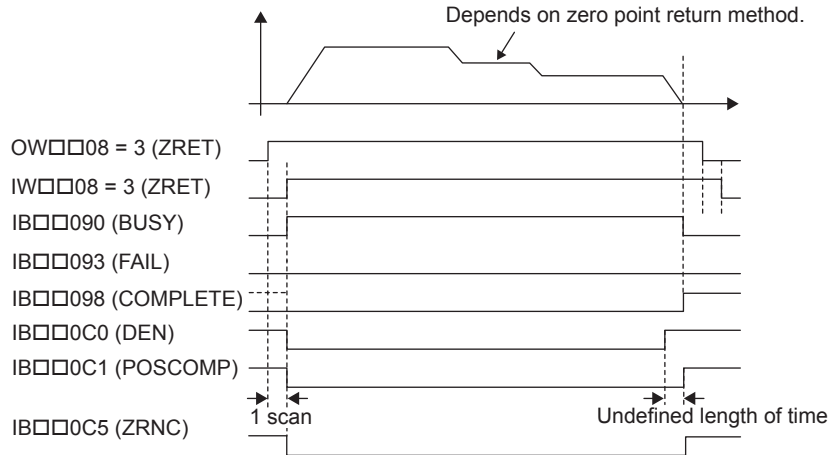 Depends on zero point return method.
OW□□08 = 3 (ZRET)
IW□□08 = 3 (ZRET)
IB□□090 (BUSY)
IB□□093 (FAIL)
IB□□098 (COMPLETE)
IB□□0C0 (DEN)
IB□□0C1 (POSCOMP)
1 scan
Undefined length of time
IB□□0C5 (ZRNC)